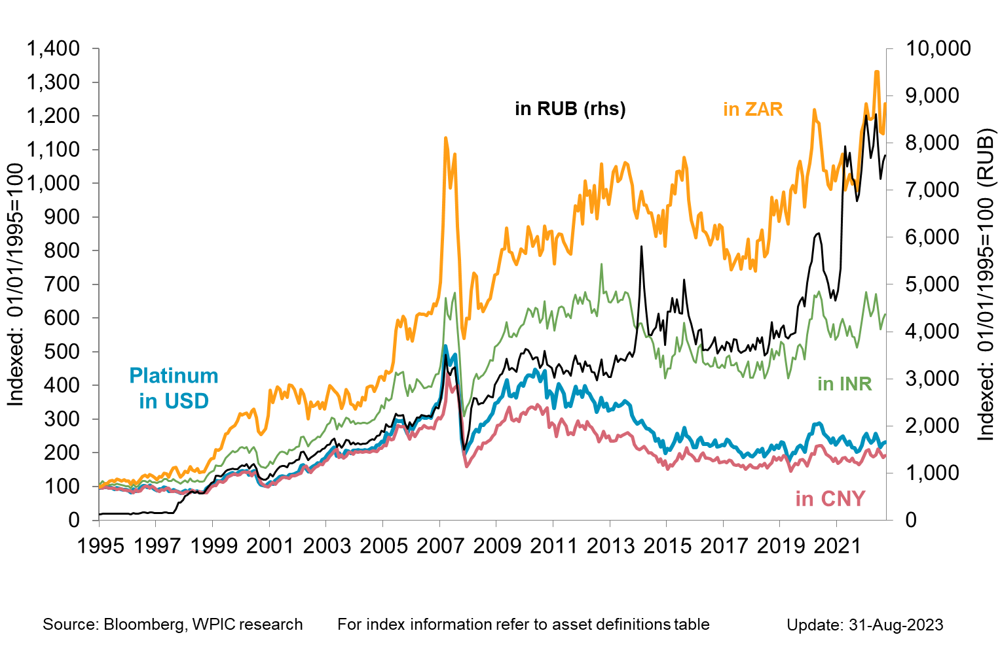 1,400
1,300
1,200
1,100
1,000
900
800
700
600
500
400
300
200
100
0
Indexed: 01/01/1995=100
10,000
9,000
8,000
7,000
6,000
5,000
4,000
3,000
2,000
1,000
0
Indexed: 01/01/1995=100 (RUB)
in RUB (rhs)
in ZAR
Platinum
in USD
in INR
in CNY
1995 1997 1999 2001 2003 2005 2007 2009 2011 2013 2015 2017 2019 2021
Source: Bloomberg, WPIC research For index information refer to asset definitions table Update: 31-Aug-2023